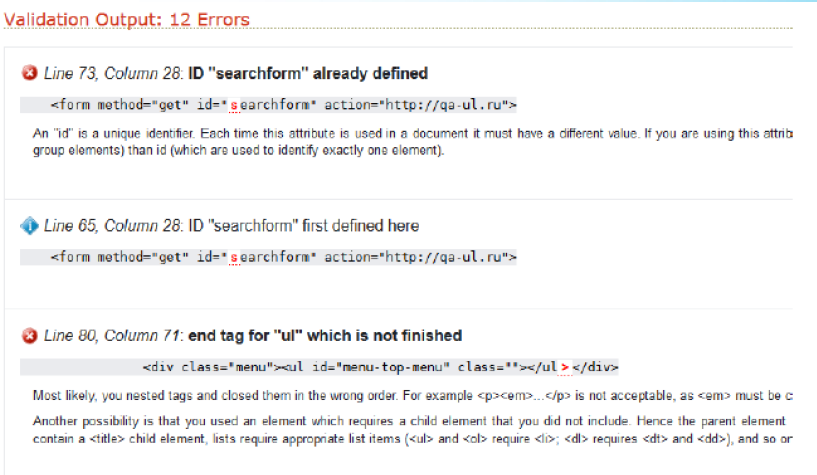 Validation Output: 12 Errors
Line 73, Column 28: ID "searchform" already defined
<form method="get" id="searchform" action="http://qa-ul.ru">
An "id" is a unique identifier. Each time this attribute is used in a document it must have a different value. If you are using this attrib
group elements) than id (which are used to identify exactly one element).
Line 65, Column 28: ID "searchform" first defined here
<form method="get" id="searchform" action="http://qa-ul.ru">
Line 80, Column 71: end tag for "ul" which is not finished
<div class="menu"><ul id="menu-top-menu" class=""></ul></div>
Most likely, you nested tags and closed them in the wrong order. For example <p><em>...</p> is not acceptable, as <em> must be c
Another possibility is that you used an element which requires a child element that you did not include. Hence the parent element
contain a <title> child element, lists require appropriate list items (<ul> and <ol> require <li>; <dl> requires <dt> and <dd>), and so or